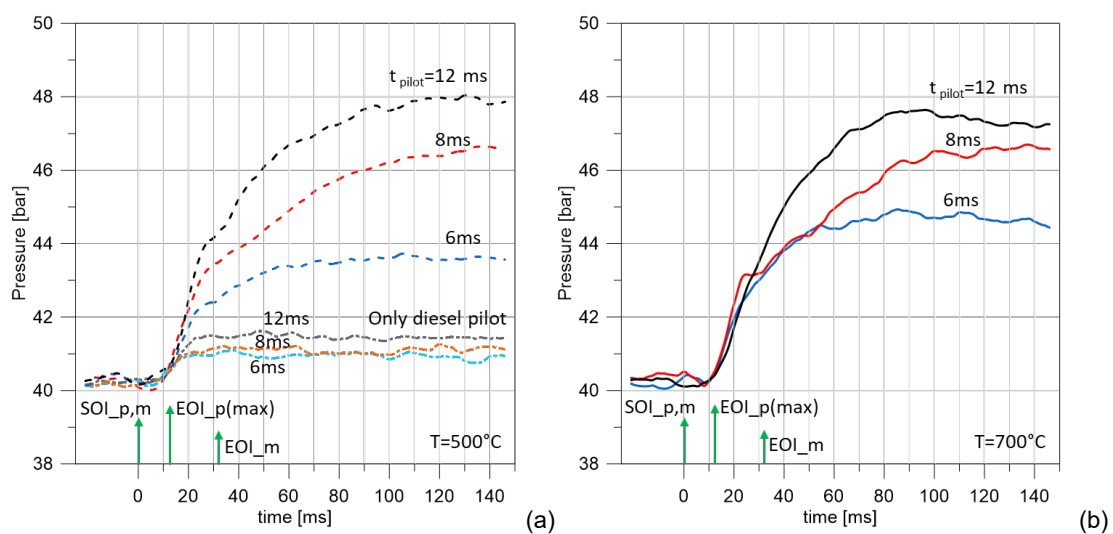 50
48
46
44
42
40
38
Pressure [bar]
t pilot=12 ms
8ms
6ms
12ms
Only diesel pilot
8ms
6ms
SOI_p,m
EOI_p(max)
EOI_m
T=500°C
0 20 40 60 80 100 120 140
time [ms]
(a)
50
48
46
44
42
40
38
Pressure [bar]
t pilot=12 ms
8ms
6ms
SOI_p,m
EOI_p(max)
EOI_m
T=700°C
0 20 40 60 80 100 120 140
time [ms]
(b)